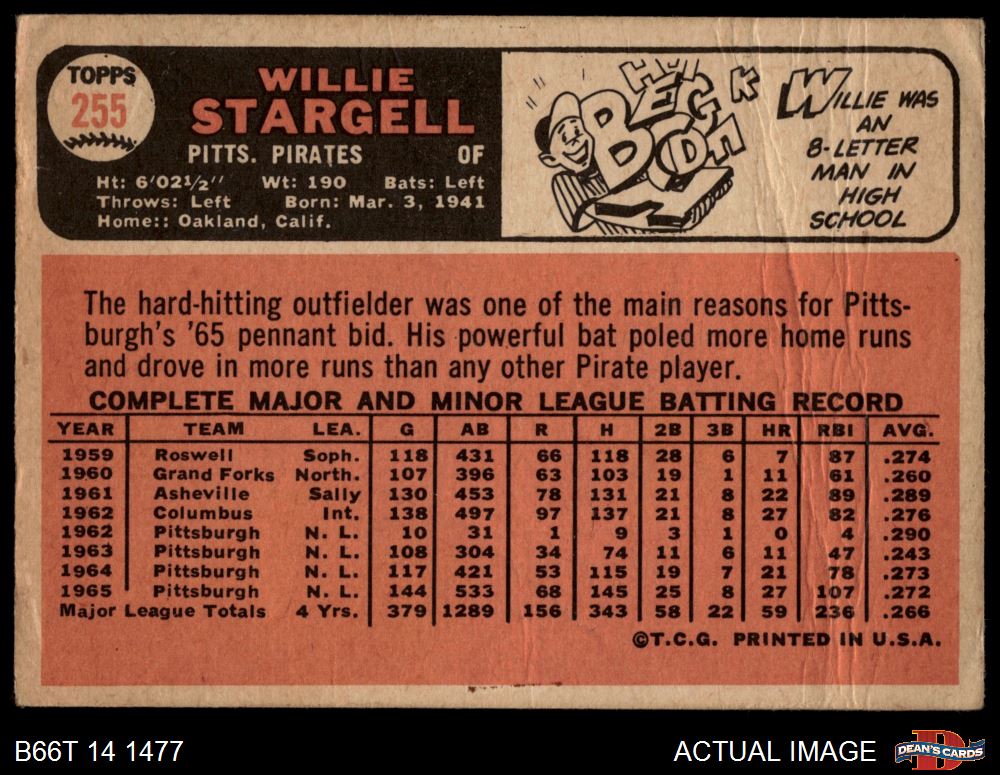 TOPPS
255
WILLIE
STARGELL
PITTS. PIRATES OF
Ht: 6'02½" Wt: 190 Bats: Left
Throws: Left Born: Mar. 3, 1941
Home:: Oakland, Calif.
WILLIE WAS
AN
8-LETTER
MAN IN
HIGH
SCHOOL
The hard-hitting outfielder was one of the main reasons for Pitts-
burgh's '65 pennant bid. His powerful bat poled more home runs
and drove in more runs than any other Pirate player.
COMPLETE MAJOR AND MINOR LEAGUE BATTING RECORD
YEAR TEAM LEA. G AB R H 2B 3B HR RBI AVG.
1959 Roswell Soph. 118 431 66 118 28 6 7 87 .274
1960 Grand Forks North. 107 396 63 103 19 1 11 61 .260
1961 Asheville Sally 130 453 78 131 21 8 22 89 .289
1962 Columbus Int. 138 497 97 137 21 8 27 82 .276
1962 Pittsburgh N. L. 10 31 1 9 3 1 0 4 .290
1963 Pittsburgh N. L. 108 304 34 74 11 6 11 47 .243
1964 Pittsburgh N. L. 117 421 53 115 19 7 21 78 .273
1965 Pittsburgh N. L. 144 533 68 145 25 8 27 107 .272
Major League Totals 4 Yrs. 379 1289 156 343 58 22 59 236 .266
©T.C.G. PRINTED IN U.S.A.
B66T 14 1477
ACTUAL IMAGE
DEAN'S CARDS